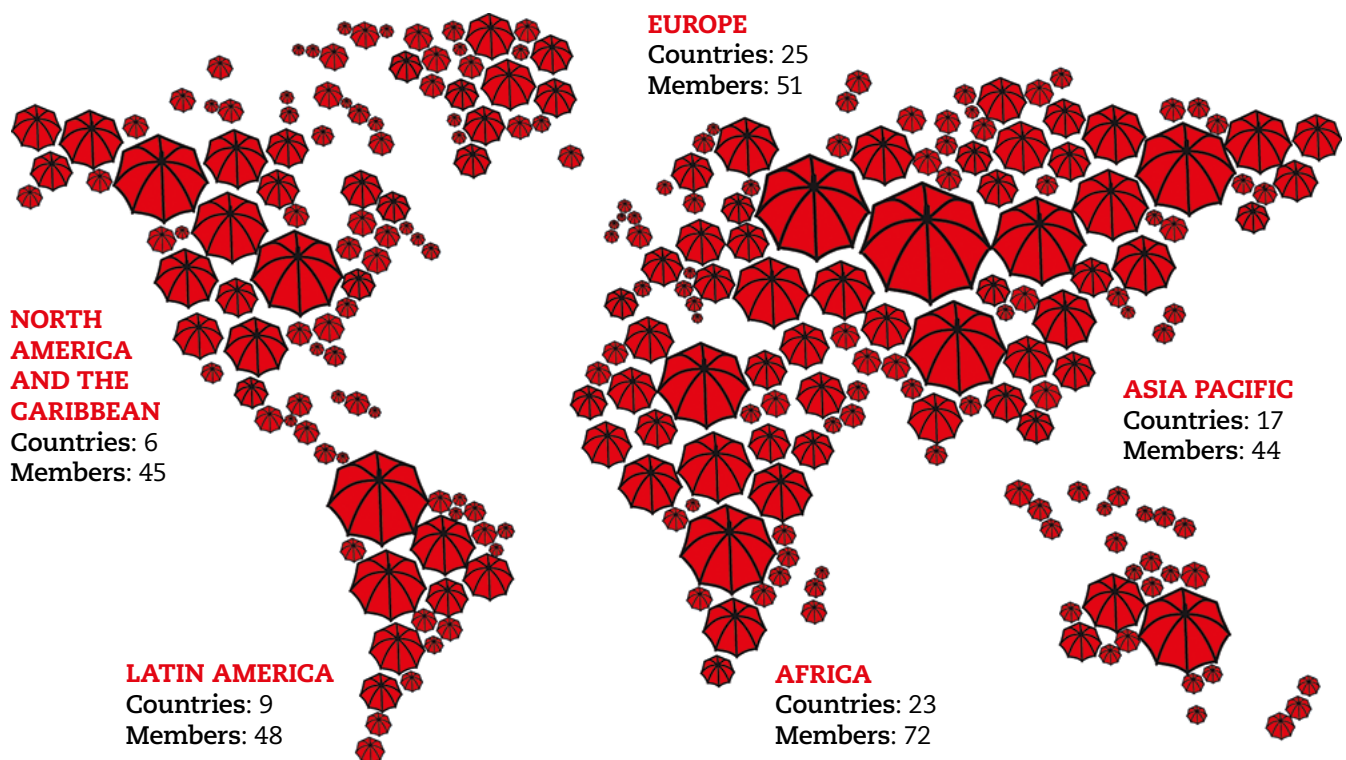 EUROPE
Countries: 25
Members: 51
NORTH
AMERICA
AND THE
CARIBBEAN
Countries: 6
Members: 45
ASIA PACIFIC
Countries: 17
Members: 44
LATIN AMERICA
Countries: 9
Members: 48
AFRICA
Countries: 23
Members: 72